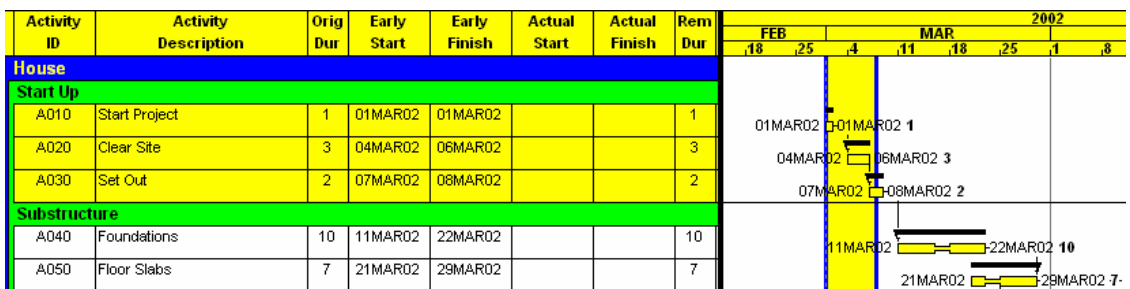 Activity ID Activity Description Orig Dur Early Start Early Finish Actual Start Actual Finish Rem Dur 2002
FEB MAR
18 25 4 11 18 25 1 8
House
Start Up
A010 Start Project 1 01MAR02 01MAR02 1 01MAR02 01MAR02 1
A020 Clear Site 3 04MAR02 06MAR02 3 04MAR02 06MAR02 3
A030 Set Out 2 07MAR02 08MAR02 2 07MAR02 08MAR02 2
Substructure
A040 Foundations 10 11MAR02 22MAR02 10 11MAR02 22MAR02 10
A050 Floor Slabs 7 21MAR02 29MAR02 7 21MAR02 29MAR02 7